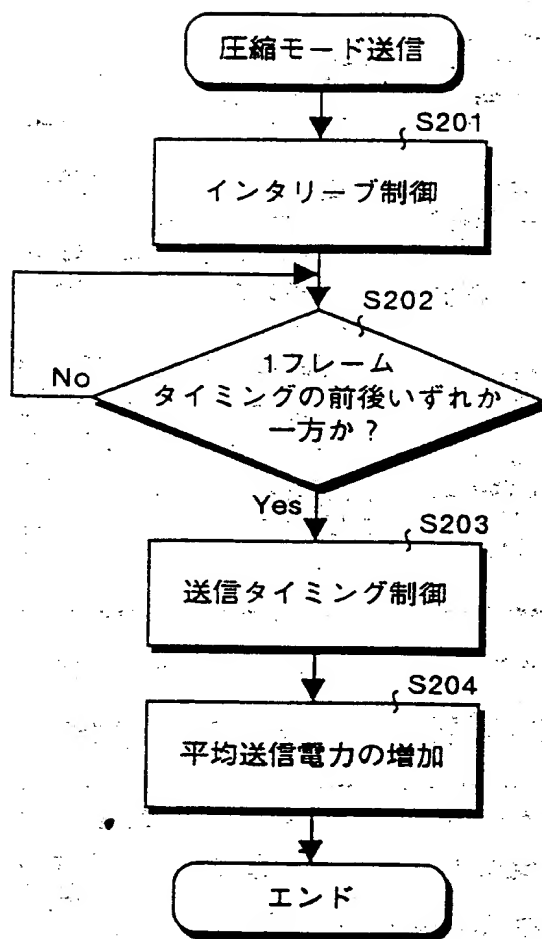 圧縮モード送信
S201
インタリーブ制御
S202
1フレーム
タイミングの前後いずれか
一方か?
No
Yes
S203
送信タイミング制御
S204
平均送信電力の増加
エンド